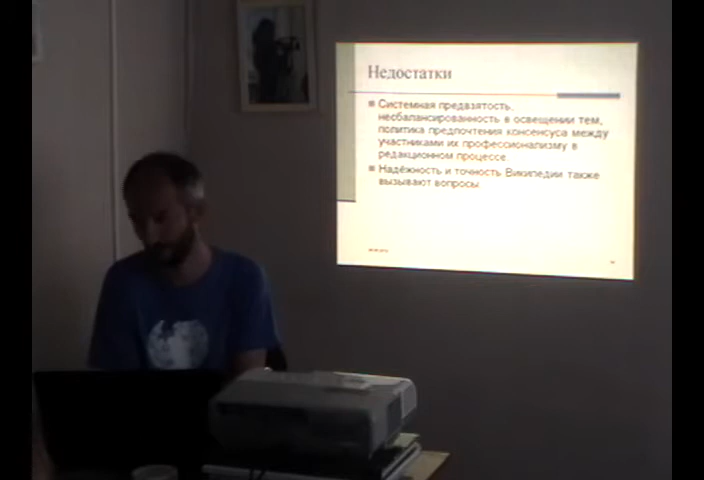 Недостатки
Системная предвзятость,
несбалансированность в освещении тем,
политика предпочтения консенсуса между
участниками их профессионализму в
редакционном процессе
Надёжность и точность Википедии также
вызывают вопросы